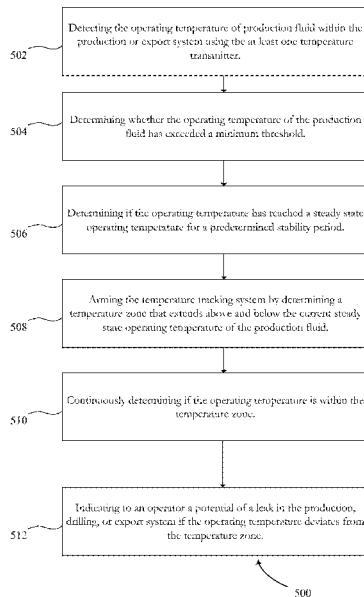 Detecting the operating temperature of production fluid within the
production or export system using the at least one temperature
transmitter.
502
Determining whether the operating temperature of the production
fluid has exceeded a minimum threshold.
504
Determining if the operating temperature has reached a steady state
operating temperature for a predetermined stability period.
506
Arming the temperature tracking system by determining a
temperature zone that extends above and below the current steady
state operating temperature of the production fluid.
508
Continuously determining if the operating temperature is within the
temperature zone.
510
Indicating to an operator a potential of a leak in the production,
drilling, or export system if the operating temperature deviates from
the temperature zone.
512
500